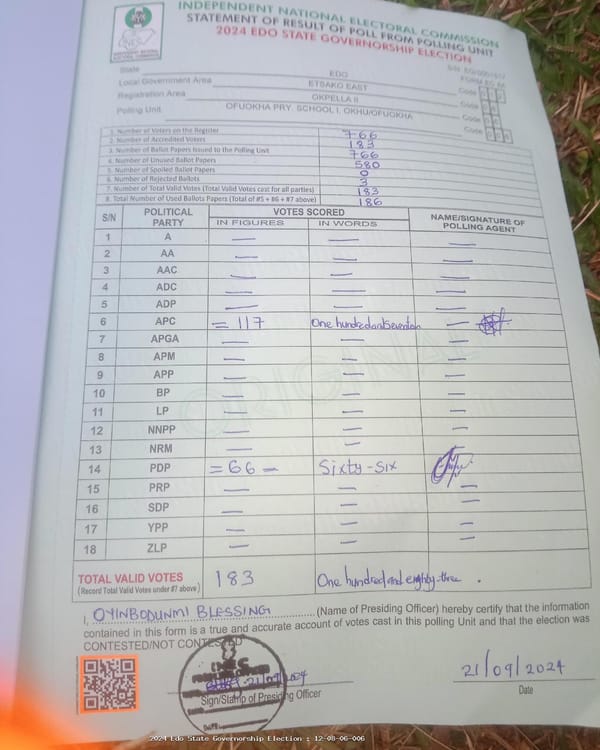 INDEPENDENT NATIONAL ELECTORAL COMMISSION
STATEMENT OF RESULT OF POLL FROM POLLING UNIT
2024 EDO STATE GOVERNORSHIP ELECTION
State EDO
Local Government Area ETSAKO EAST Code
Registration Area OKPELLA II Code
Polling Unit OFUOKHA PRY. SCHOOL I, OKHU/OFUOKHA Code
1. Number of Voters on the Register 766
2. Number of Accredited Voters 183
3. Number of Ballot Papers Issued to the Polling Unit 766
4. Number of Unused Ballot Papers 580
5. Number of Spoiled Ballot Papers 0
6. Number of Rejected Ballots 3
7. Number of Total Valid Votes (Total Valid Votes cast for all parties) 183
8. Total Number of Used Ballots Papers (Total of #5 + #6 + #7 above) 186
S/N POLITICAL PARTY VOTES SCORED NAME/SIGNATURE OF POLLING AGENT
IN FIGURES IN WORDS
1 A — — —
2 AA — — —
3 AAC — — —
4 ADC — — —
5 ADP — — —
6 APC = 117 One hundred and Seventeen —
7 APGA — — —
8 APM — — —
9 APP — — —
10 BP — — —
11 LP — — —
12 NNPP — — —
13 NRM — — —
14 PDP = 66 — Sixty-Six
15 PRP — — —
16 SDP — — —
17 YPP — — —
18 ZLP — — —
TOTAL VALID VOTES 183 One hundred and eighty-three .
(Record Total Valid Votes under #7 above)
I, OYINBODUNMI BLESSING (Name of Presiding Officer) hereby certify that the information
contained in this form is a true and accurate account of votes cast in this polling Unit and that the election was
CONTESTED/NOT CONTESTED
21/09/2024 21/09/2024
Sign/Stamp of Presiding Officer Date
2024 Edo State Governorship Election : 12-08-06-006